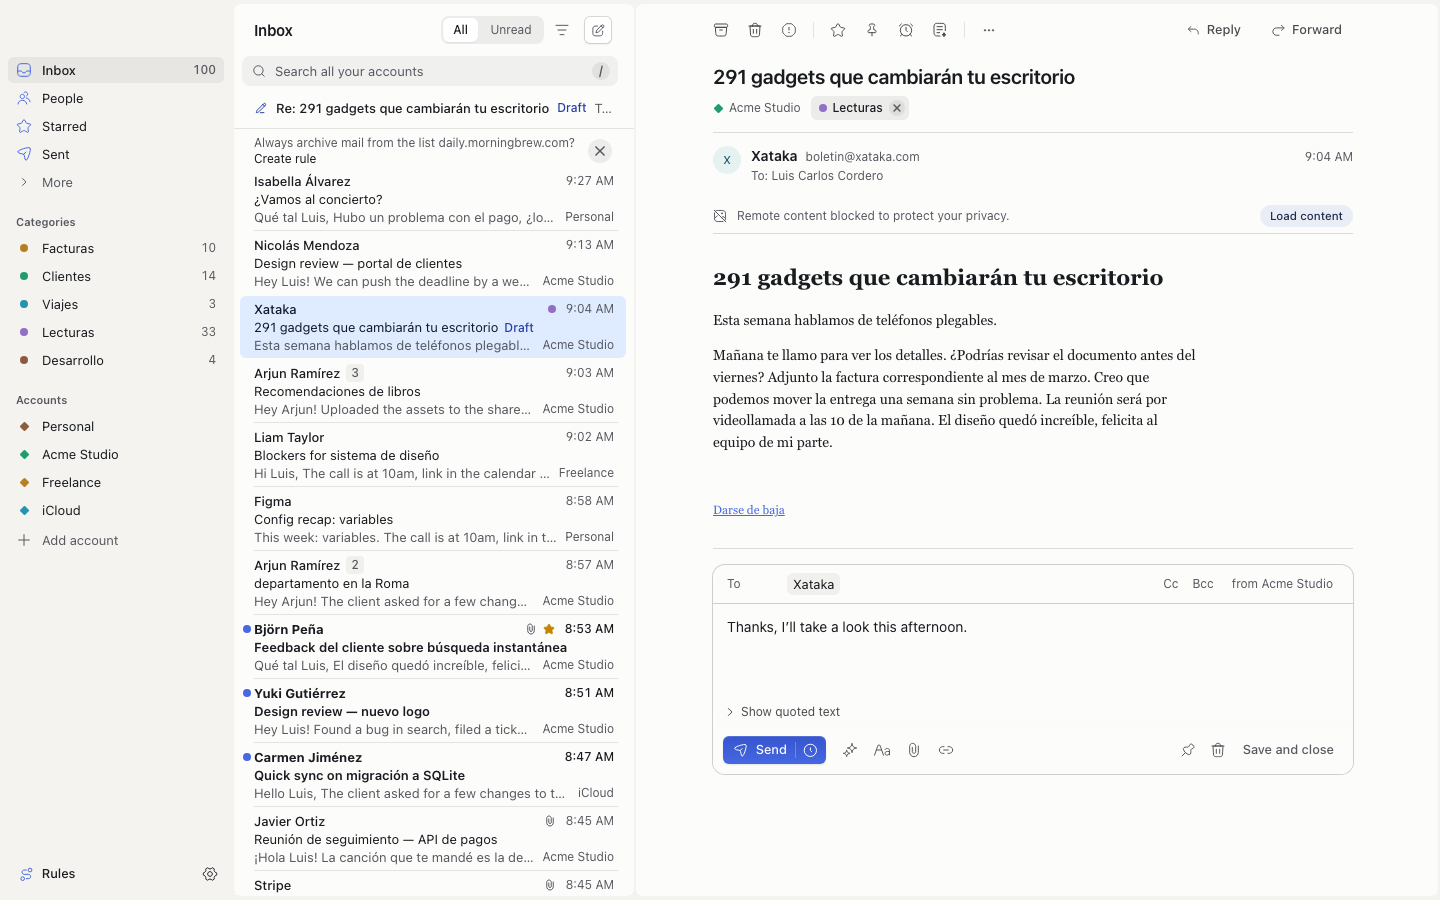 Inbox 100
People
Starred
Sent
More
Categories
Facturas 10
Clientes 14
Viajes 3
Lecturas 33
Desarrollo 4
Accounts
Personal
Acme Studio
Freelance
iCloud
Add account
Rules
Inbox
All Unread
Search all your accounts /
Re: 291 gadgets que cambiarán tu escritorio Draft T...
Always archive mail from the list daily.morningbrew.com?
Create rule
Isabella Álvarez 9:27 AM
¿Vamos al concierto?
Qué tal Luis, Hubo un problema con el pago, ¿lo... Personal
Nicolás Mendoza 9:13 AM
Design review — portal de clientes
Hey Luis! We can push the deadline by a we... Acme Studio
Xataka 9:04 AM
291 gadgets que cambiarán tu escritorio Draft
Esta semana hablamos de teléfonos plegabl... Acme Studio
Arjun Ramírez 3 9:03 AM
Recomendaciones de libros
Hey Arjun! Uploaded the assets to the share... Acme Studio
Liam Taylor 9:02 AM
Blockers for sistema de diseño
Hi Luis, The call is at 10am, link in the calendar ... Freelance
Figma 8:58 AM
Config recap: variables
This week: variables. The call is at 10am, link in t... Personal
Arjun Ramírez 2 8:57 AM
departamento en la Roma
Hey Arjun! The client asked for a few chang... Acme Studio
Björn Peña 8:53 AM
Feedback del cliente sobre búsqueda instantánea
Qué tal Luis, El diseño quedó increíble, felici... Acme Studio
Yuki Gutiérrez 8:51 AM
Design review — nuevo logo
Hey Luis! Found a bug in search, filed a tick... Acme Studio
Carmen Jiménez 8:47 AM
Quick sync on migración a SQLite
Hello Luis, The client asked for a few changes to t... iCloud
Javier Ortiz 8:45 AM
Reunión de seguimiento — API de pagos
¡Hola Luis! La canción que te mandé es la de... Acme Studio
Stripe 8:45 AM
Reply Forward
291 gadgets que cambiarán tu escritorio
Acme Studio Lecturas
X
Xataka boletin@xataka.com 9:04 AM
To: Luis Carlos Cordero
Remote content blocked to protect your privacy. Load content
291 gadgets que cambiarán tu escritorio
Esta semana hablamos de teléfonos plegables.
Mañana te llamo para ver los detalles. ¿Podrías revisar el documento antes del
viernes? Adjunto la factura correspondiente al mes de marzo. Creo que
podemos mover la entrega una semana sin problema. La reunión será por
videollamada a las 10 de la mañana. El diseño quedó increíble, felicita al
equipo de mi parte.
Darse de baja
To Xataka Cc Bcc from Acme Studio
Thanks, I'll take a look this afternoon.
Show quoted text
Send Aa Save and close